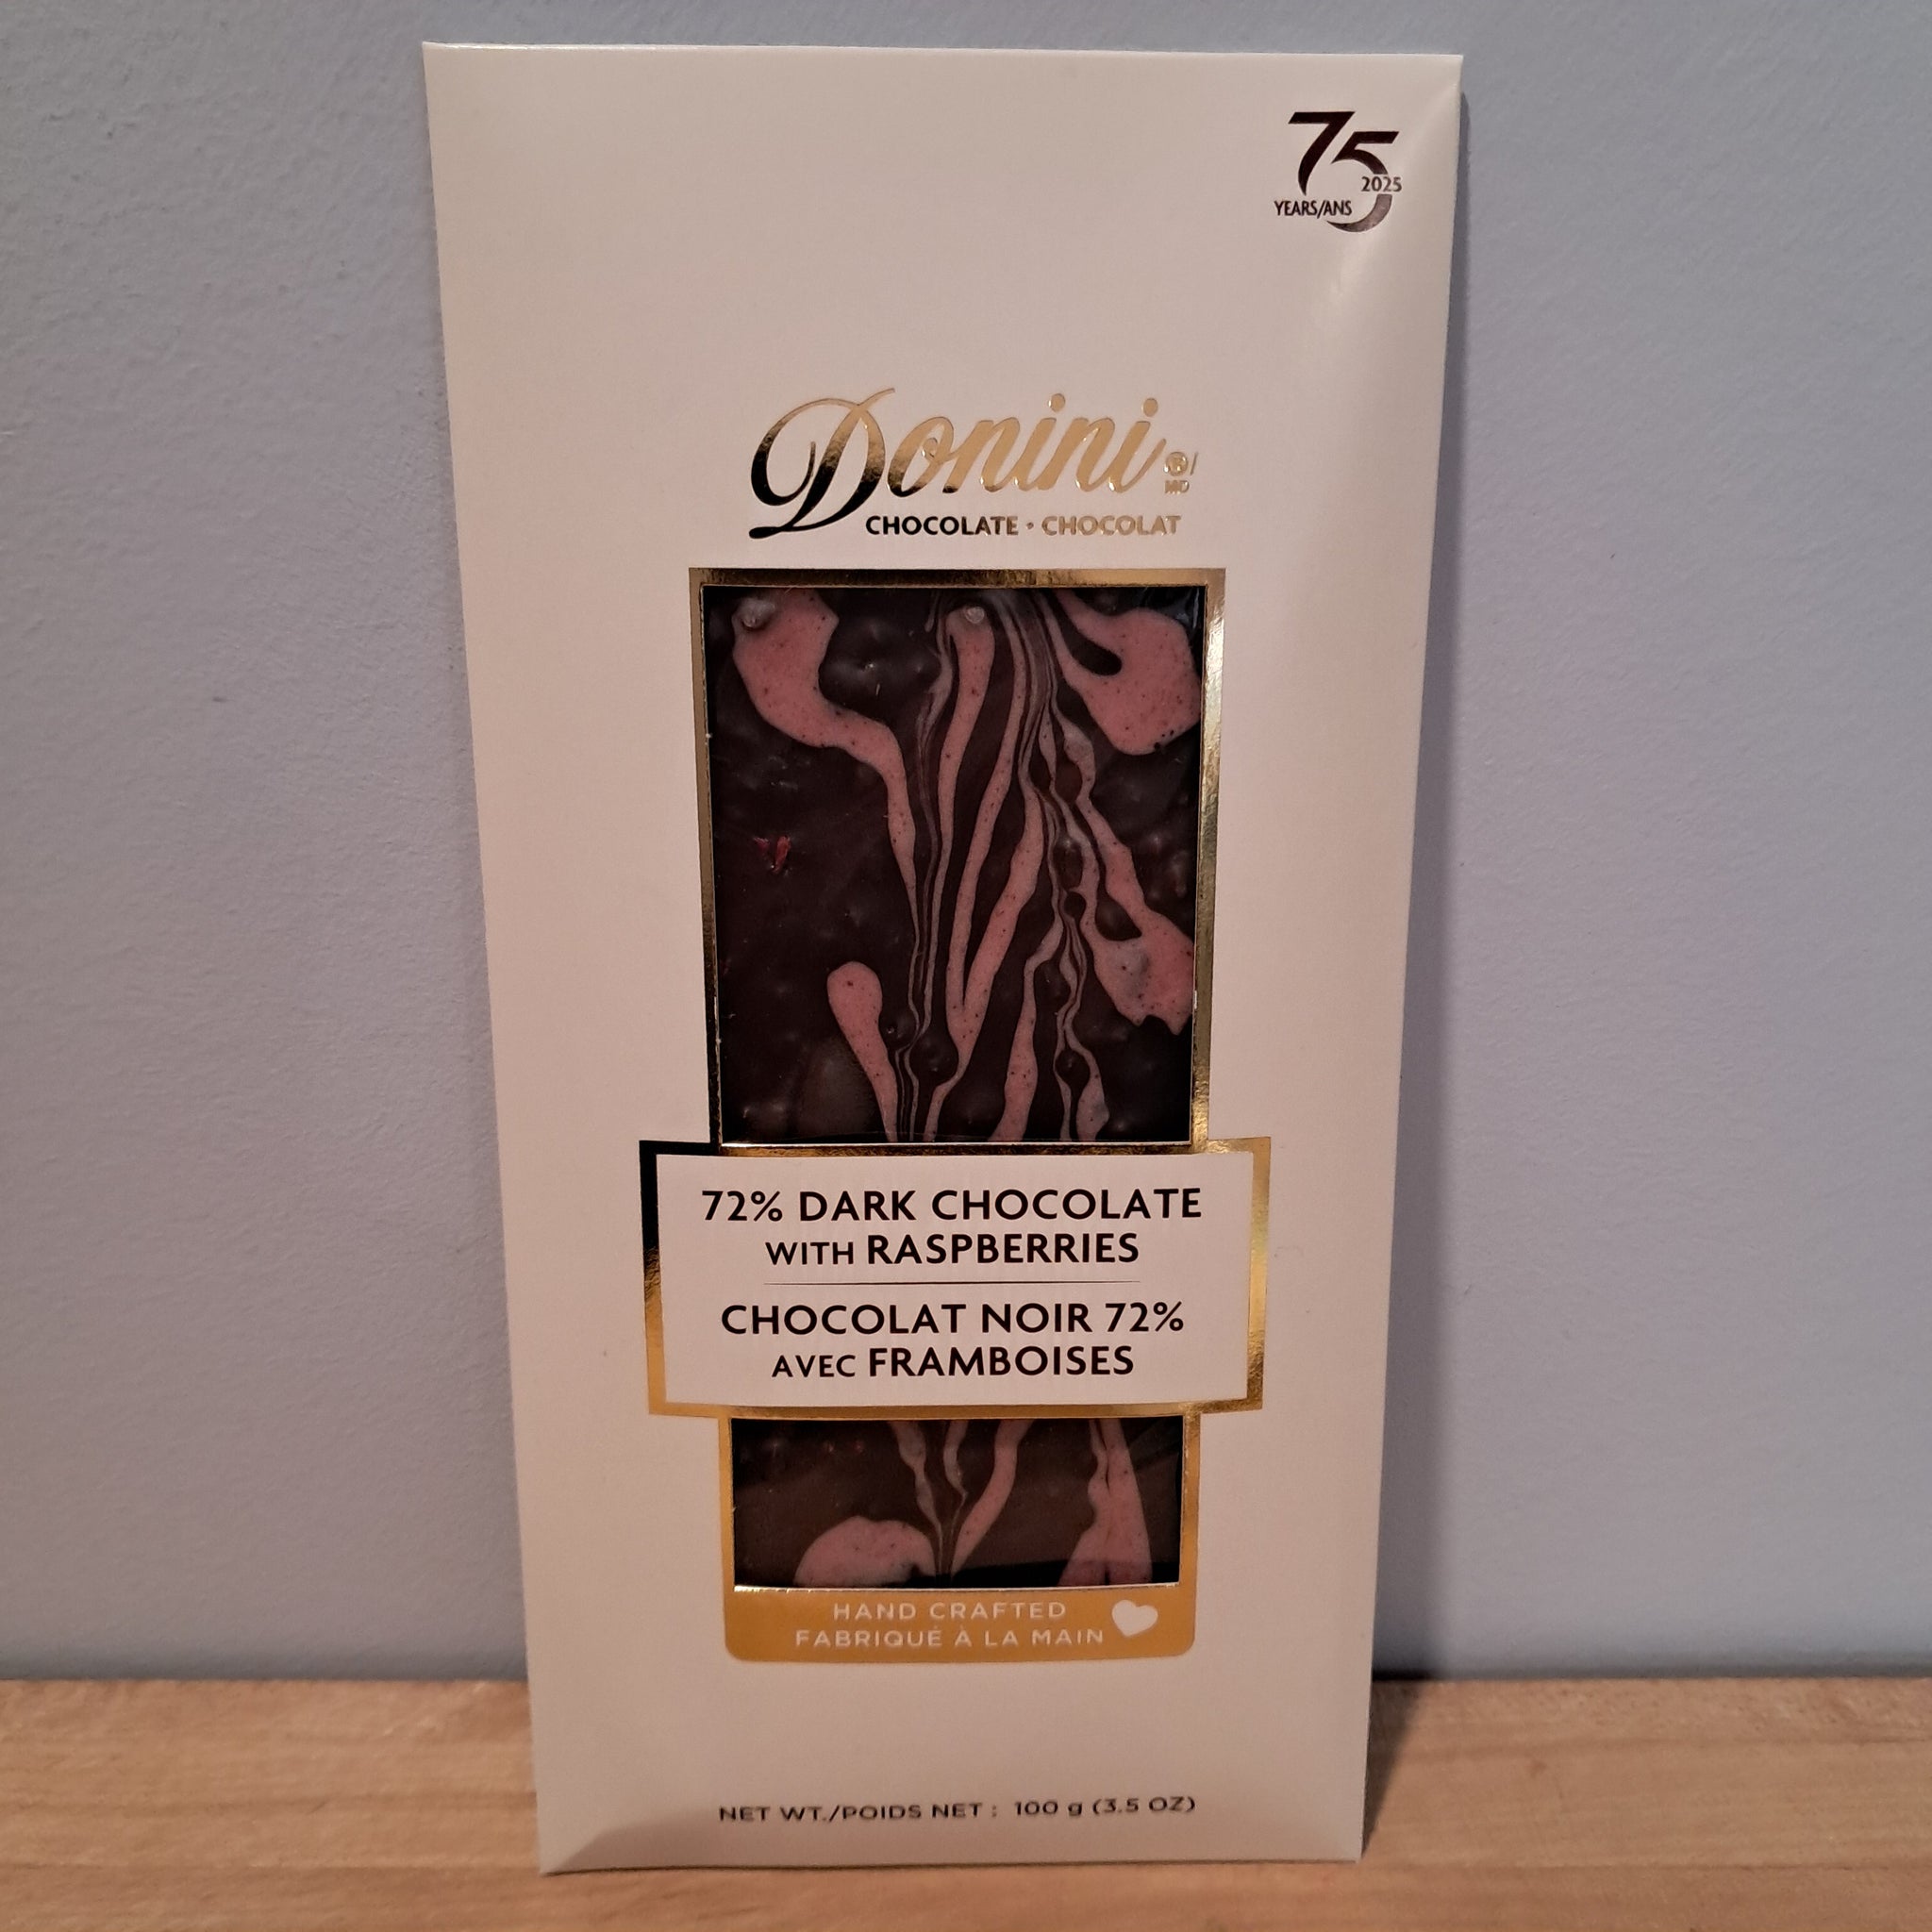 75
2025
YEARS/ANS
Donini ®/MD
CHOCOLATE • CHOCOLAT
72% DARK CHOCOLATE
WITH RASPBERRIES
CHOCOLAT NOIR 72%
AVEC FRAMBOISES
HAND CRAFTED
FABRIQUÉ À LA MAIN
NET WT./POIDS NET : 100 g (3.5 OZ)